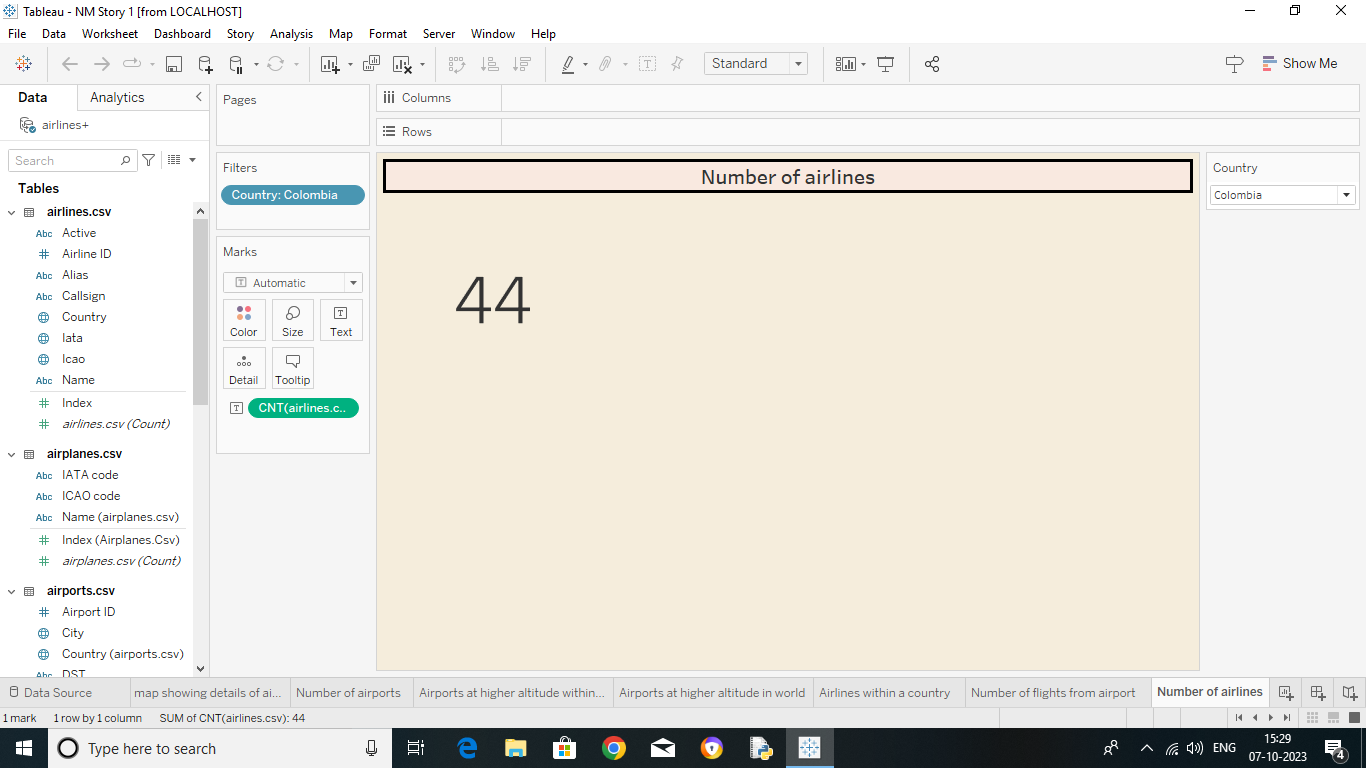 Tableau - NM Story 1 [from LOCALHOST]
File Data Worksheet Dashboard Story Analysis Map Format Server Window Help
Standard
Show Me
Data Analytics
airlines+
Search
Tables
airlines.csv
Abc Active
Airline ID
Abc Alias
Abc Callsign
Country
Iata
Icao
Abc Name
Index
airlines.csv (Count)
airplanes.csv
Abc IATA code
Abc ICAO code
Abc Name (airplanes.csv)
Index (Airplanes.Csv)
airplanes.csv (Count)
airports.csv
Airport ID
City
Country (airports.csv)
Abc DST
Pages
Filters
Country: Colombia
Marks
T Automatic
Color Size Text
Detail Tooltip
T CNT(airlines.c..
Columns
Rows
Number of airlines
44
Country
Colombia
Data Source map showing details of ai... Number of airports Airports at higher altitude within... Airports at higher altitude in world Airlines within a country Number of flights from airport Number of airlines
1 mark 1 row by 1 column SUM of CNT(airlines.csv): 44
Type here to search
ENG
15:29
07-10-2023
4